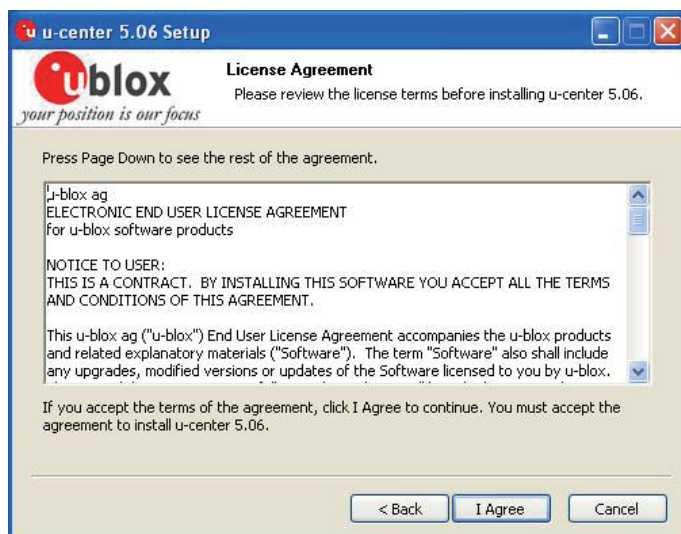 u-center 5.06 Setup
ublox
your position is our focus
License Agreement
Please review the license terms before installing u-center 5.06.
Press Page Down to see the rest of the agreement.
u-blox ag
ELECTRONIC END USER LICENSE AGREEMENT
for u-blox software products
NOTICE TO USER:
THIS IS A CONTRACT. BY INSTALLING THIS SOFTWARE YOU ACCEPT ALL THE TERMS
AND CONDITIONS OF THIS AGREEMENT.
This u-blox ag ("u-blox") End User License Agreement accompanies the u-blox products
and related explanatory materials ("Software"). The term "Software" also shall include
any upgrades, modified versions or updates of the Software licensed to you by u-blox.
If you accept the terms of the agreement, click I Agree to continue. You must accept the
agreement to install u-center 5.06.
< Back
I Agree
Cancel